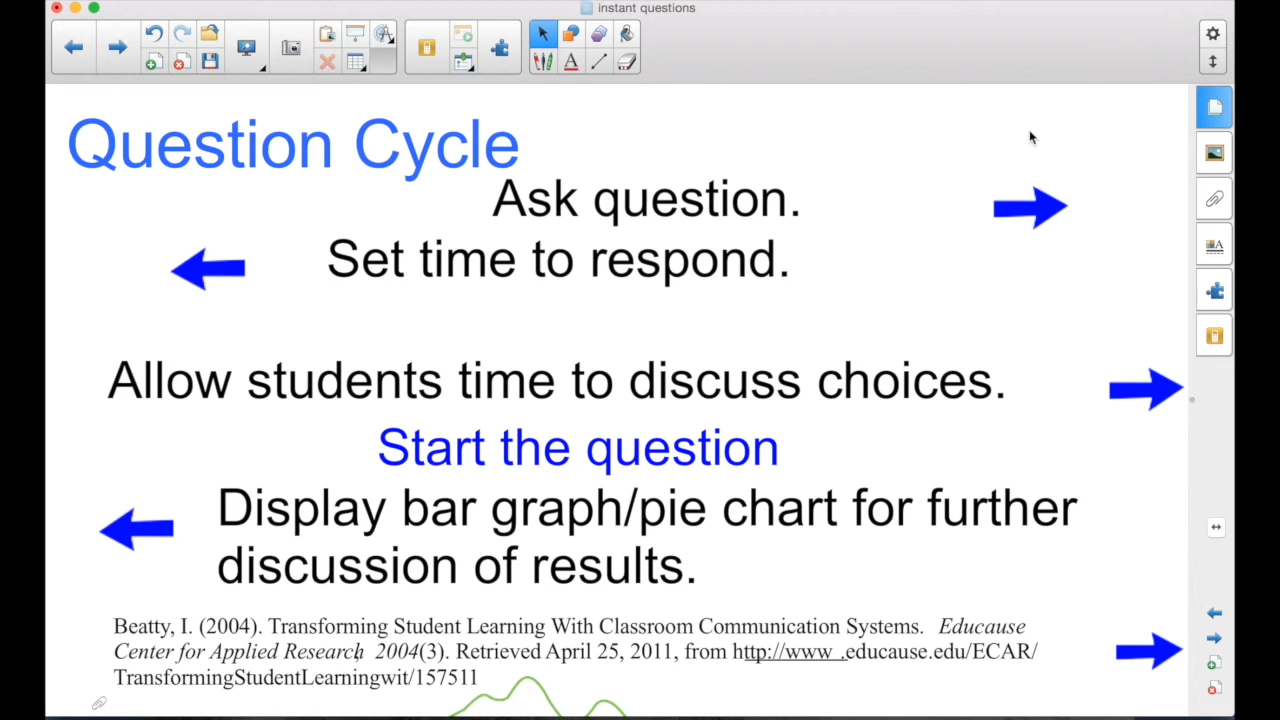 instant questions
Question Cycle
Ask question.
Set time to respond.
Allow students time to discuss choices.
Start the question
Display bar graph/pie chart for further
discussion of results.
Beatty, I. (2004). Transforming Student Learning With Classroom Communication Systems. Educause
Center for Applied Research, 2004(3). Retrieved April 25, 2011, from http://www .educause.edu/ECAR/
TransformingStudentLearningwit/157511